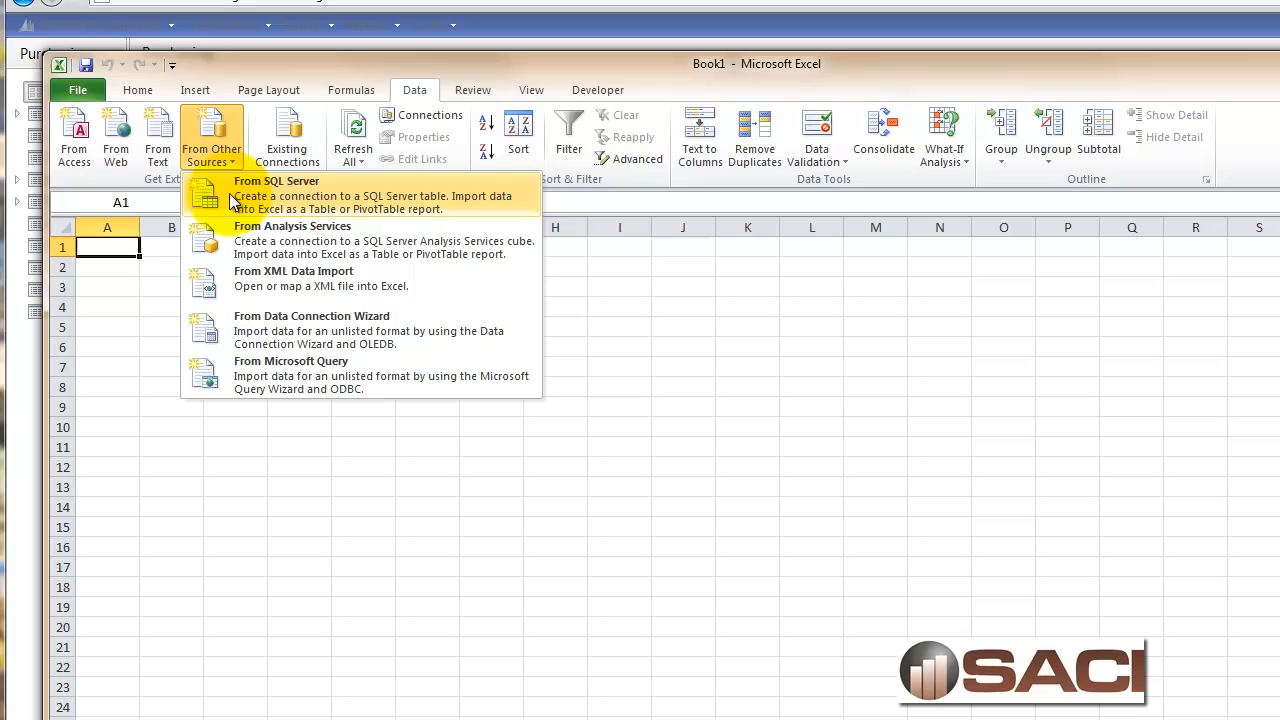 Book1 - Microsoft Excel
File Home Insert Page Layout Formulas Data Review View Developer
From Access
From Web
From Text
From Other Sources
Existing Connections
Refresh All
Connections
Properties
Edit Links
Sort
Filter
Clear
Reapply
Advanced
Text to Columns
Remove Duplicates
Data Validation
Consolidate
What-If Analysis
Group
Ungroup
Subtotal
Show Detail
Hide Detail
Get Ext
Sort & Filter
Data Tools
Outline
From SQL Server
Create a connection to a SQL Server table. Import data
into Excel as a Table or PivotTable report.
From Analysis Services
Create a connection to a SQL Server Analysis Services cube.
Import data into Excel as a Table or PivotTable report.
From XML Data Import
Open or map a XML file into Excel.
From Data Connection Wizard
Import data for an unlisted format by using the Data
Connection Wizard and OLEDB.
From Microsoft Query
Import data for an unlisted format by using the Microsoft
Query Wizard and ODBC.
A1
A B H I J K L M N O P Q R S
1
2
3
4
5
6
7
8
9
10
11
12
13
14
15
16
17
18
19
20
21
22
23
24
SACI